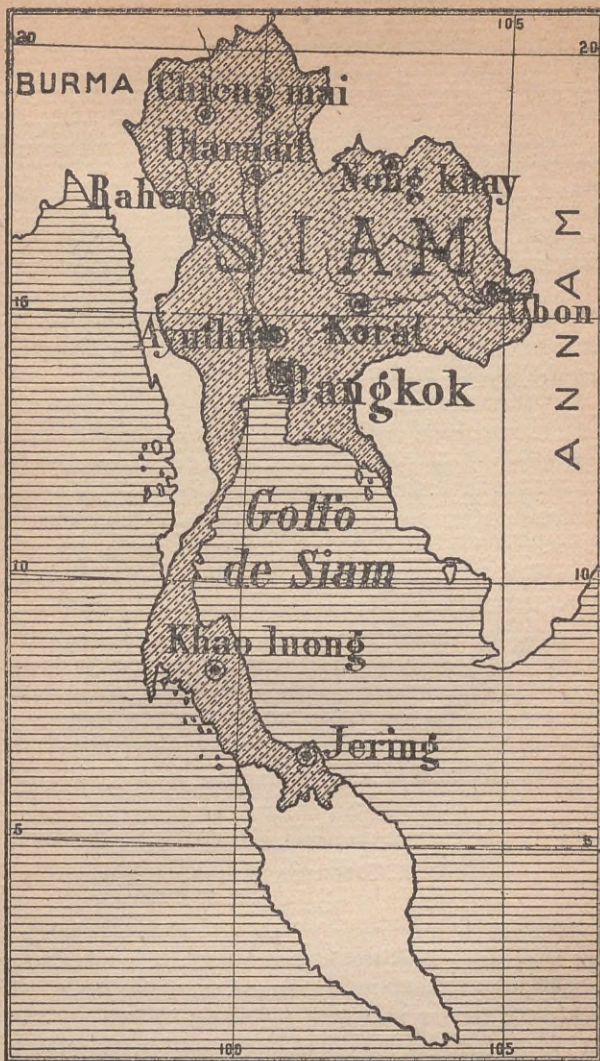 105
20
20
BURMA
Chieng mai
Utaradit
Nong khay
Raheng
SIAM
ANNAM
15
Ubon
Ayuthia
Korat
Bangkok
Golfo
de Siam
10
10
Khao luong
Jering
5
5
100
105